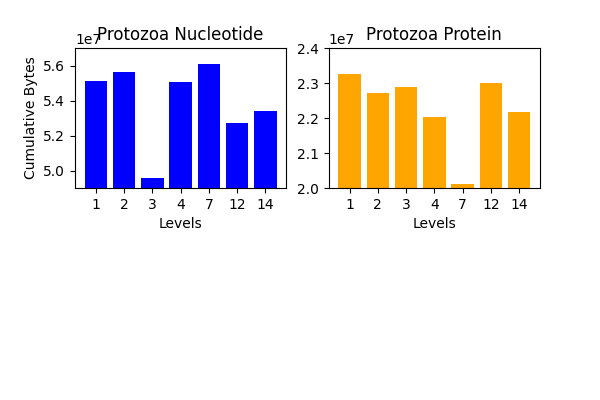 Protozoa Nucleotide
1e7
Cumulative Bytes
5.6
5.4
5.2
5.0
1 2 3 4 7 12 14
Levels
Protozoa Protein
1e7
2.4
2.3
2.2
2.1
2.0
1 2 3 4 7 12 14
Levels